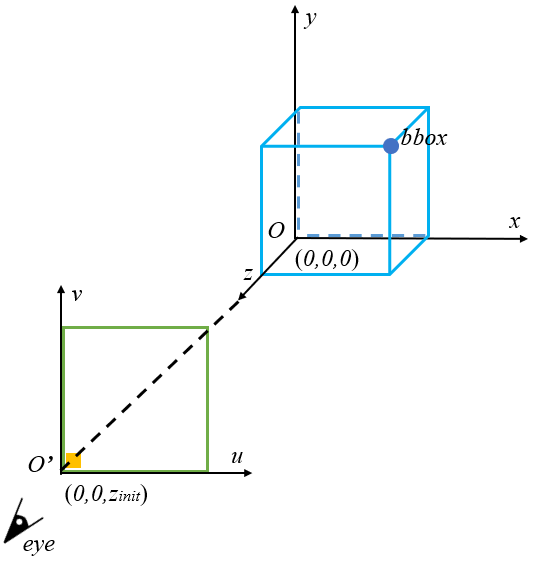 y
bbox
x
O
(0,0,0)
z
v
u
O’
(0,0,zinit)
eye